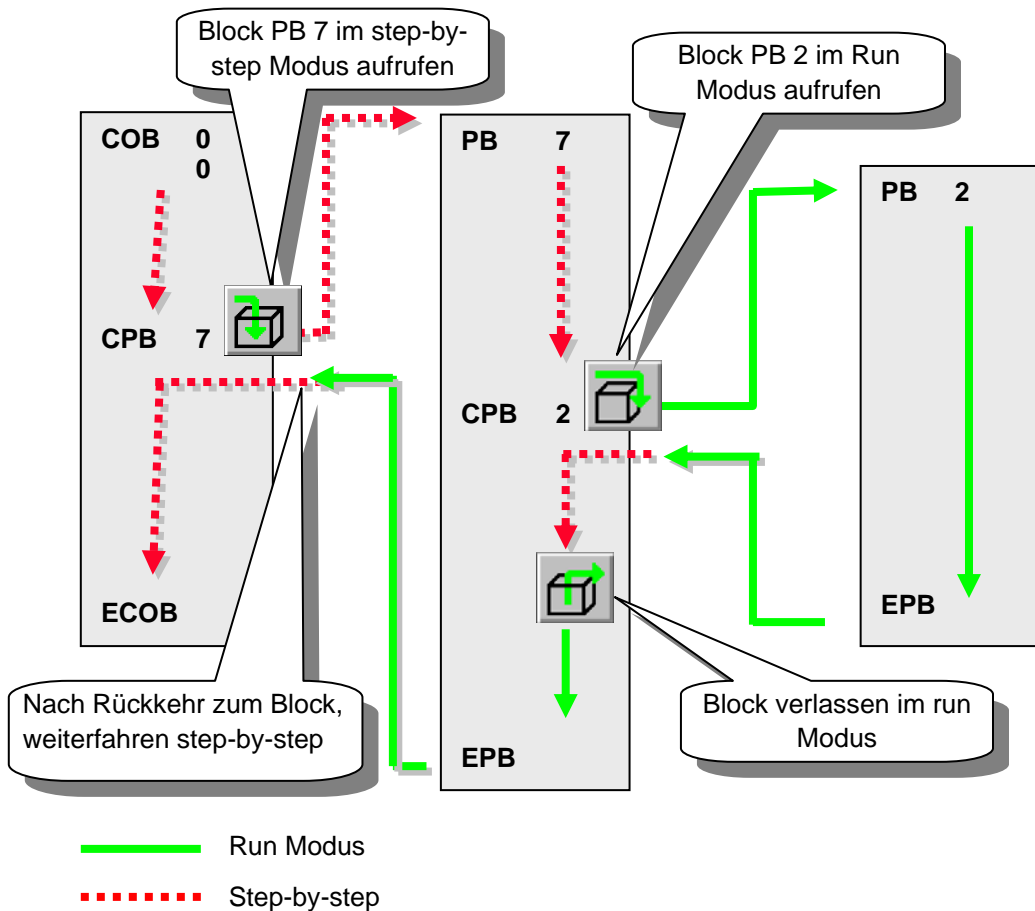 Block PB 7 im step-by-
step Modus aufrufen
Block PB 2 im Run
Modus aufrufen
COB 0
0
CPB 7
ECOB
PB 7
CPB 2
EPB
PB 2
EPB
Nach Rückkehr zum Block,
weiterfahren step-by-step
Block verlassen im run
Modus
Run Modus
Step-by-step